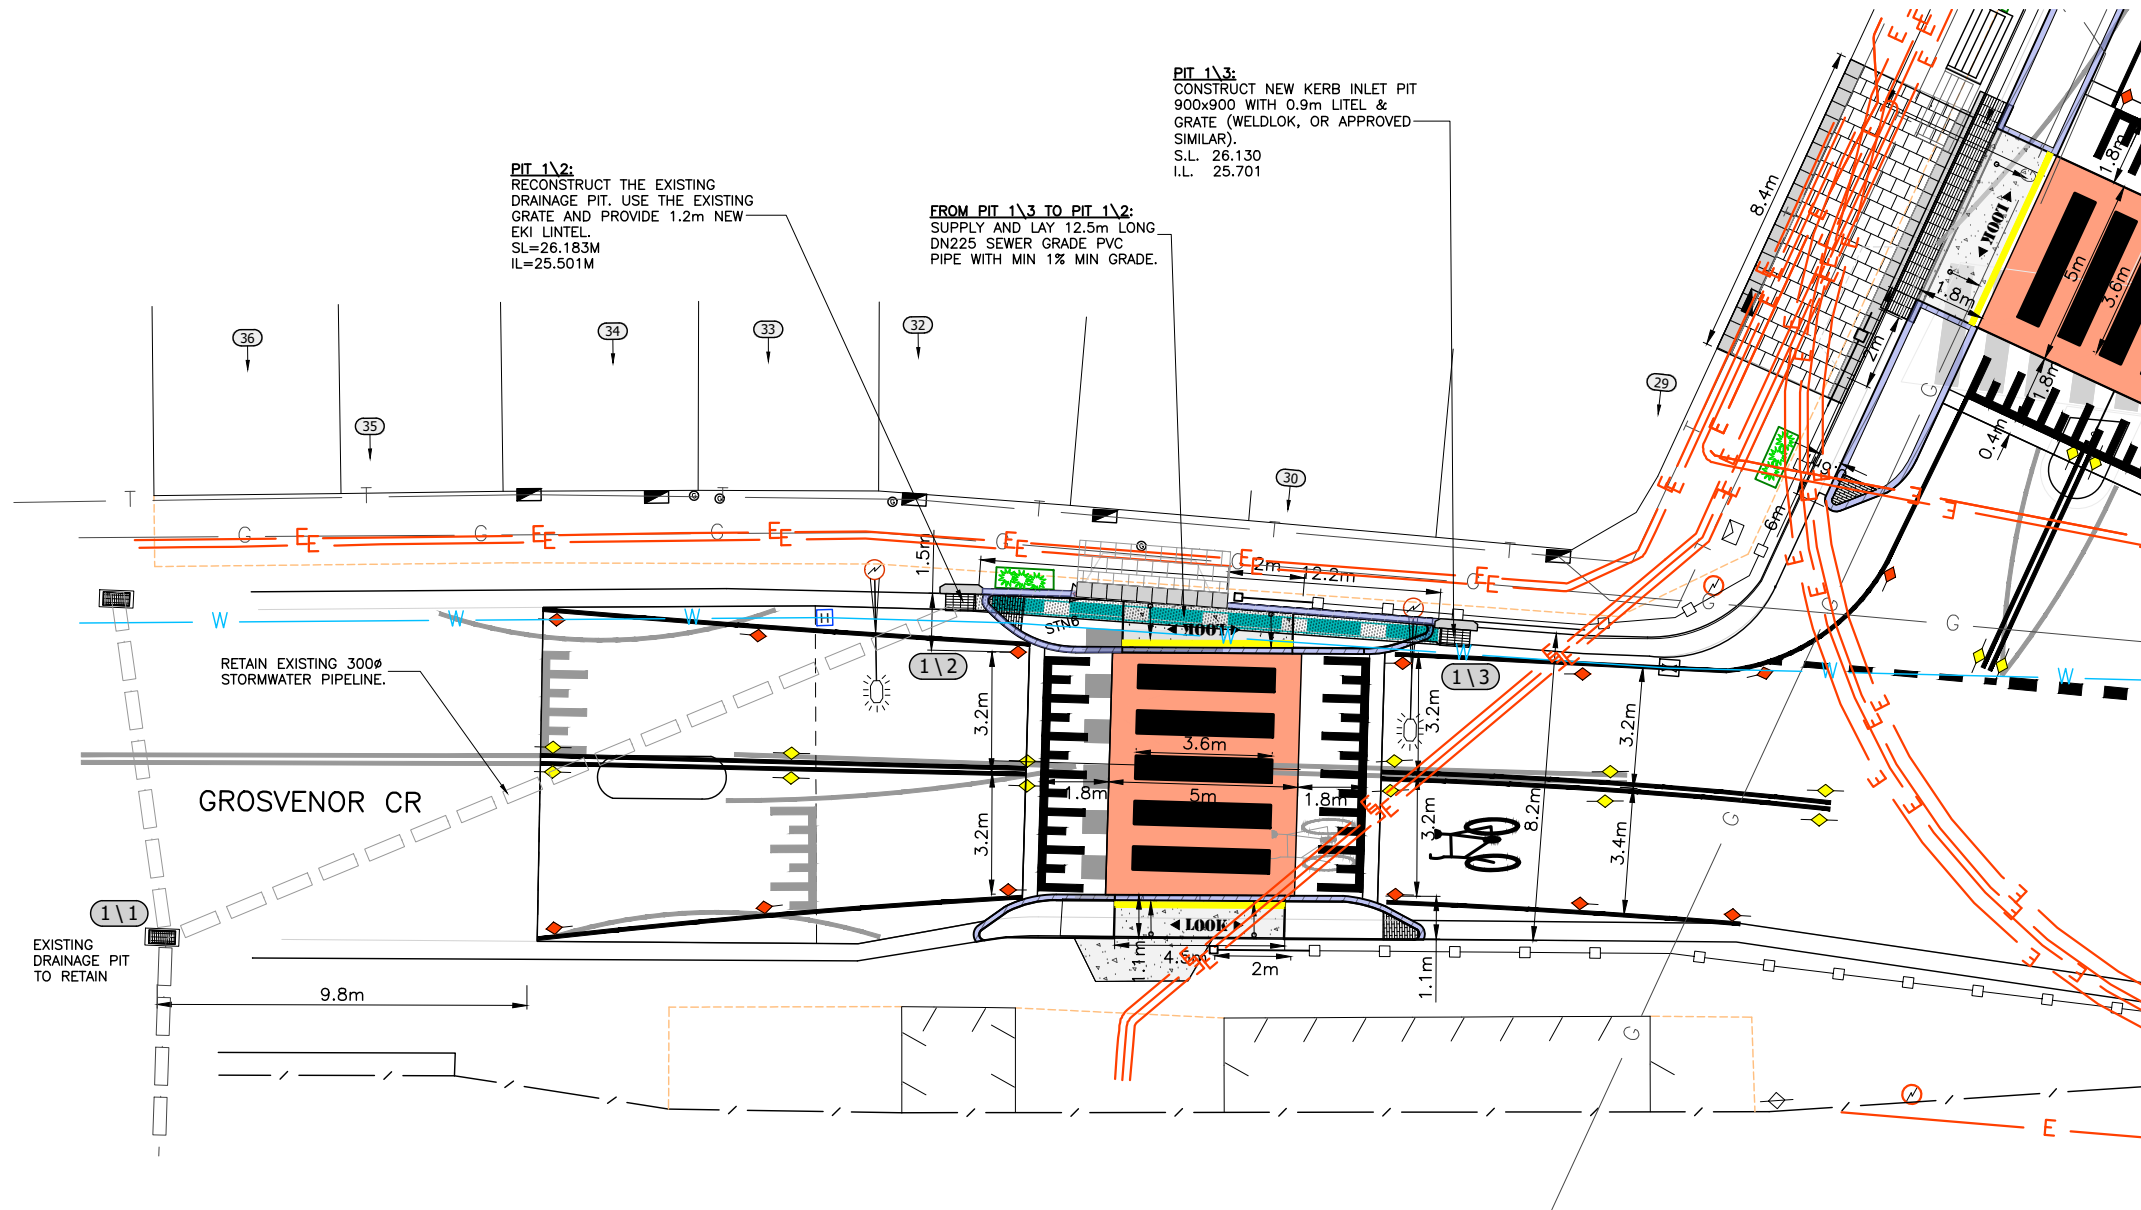 PIT 1\3:
CONSTRUCT NEW KERB INLET PIT
900x900 WITH 0.9m LITEL &
GRATE (WELDLOK, OR APPROVED
SIMILAR).
S.L. 26.130
I.L. 25.701
PIT 1\2:
RECONSTRUCT THE EXISTING
DRAINAGE PIT. USE THE EXISTING
GRATE AND PROVIDE 1.2m NEW
EKI LINTEL.
SL=26.183M
IL=25.501M
FROM PIT 1\3 TO PIT 1\2:
SUPPLY AND LAY 12.5m LONG
DN225 SEWER GRADE PVC
PIPE WITH MIN 1% MIN GRADE.
8.4m
1.8m
LOOK
5m
3.6m
1.8m
2m
1.8m
0.4m
6m
36
35
34
33
32
30
29
1.5m
2m
12.2m
STN6
LOOK
1\2
1\3
RETAIN EXISTING 300ø
STORMWATER PIPELINE.
GROSVENOR CR
3.2m
3.2m
3.6m
1.8m
5m
1.8m
3.2m
3.2m
8.2m
3.2m
3.4m
1\1
EXISTING
DRAINAGE PIT
TO RETAIN
9.8m
LOOK
1.1m
2m
1.1m
T
T
T
T
T
T
G
G
G
G
G
G
G
G
G
G
G
G
W
W
W
W
W
W
W
H
E
E
E
E
E
E
E
E
E
E
E
E
E